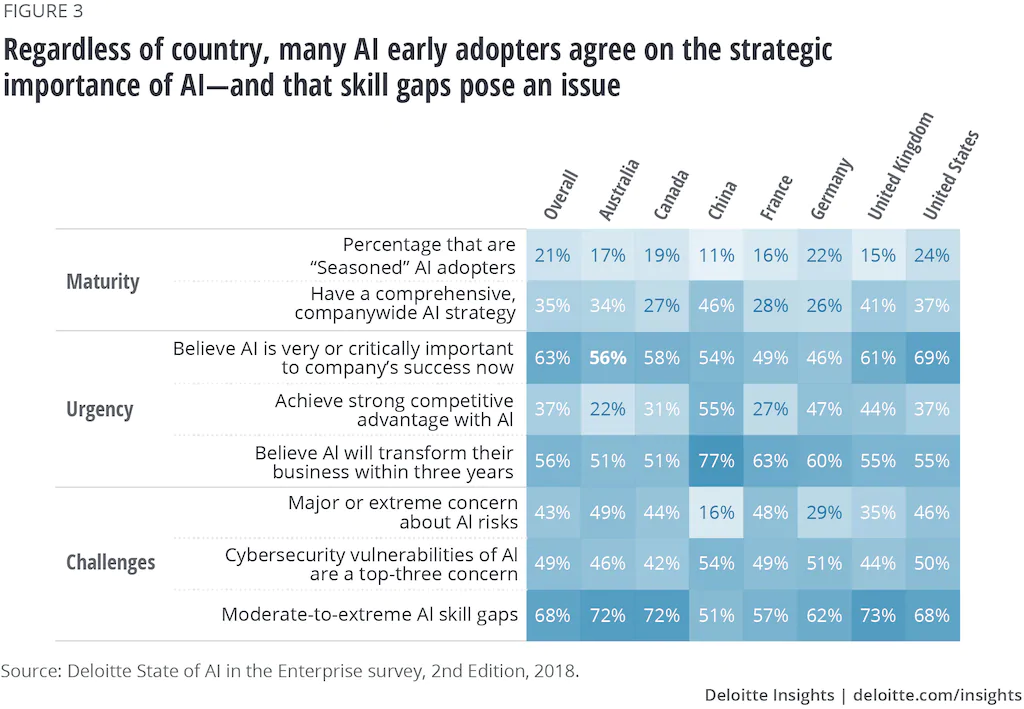 FIGURE 3
Regardless of country, many AI early adopters agree on the strategic
importance of AI—and that skill gaps pose an issue
Overall
Australia
Canada
China
France
Germany
United Kingdom
United States
Maturity
Percentage that are
“Seasoned” AI adopters
21% 17% 19% 11% 16% 22% 15% 24%
Have a comprehensive,
companywide AI strategy
35% 34% 27% 46% 28% 26% 41% 37%
Urgency
Believe AI is very or critically important
to company’s success now
63% 56% 58% 54% 49% 46% 61% 69%
Achieve strong competitive
advantage with AI
37% 22% 31% 55% 27% 47% 44% 37%
Believe AI will transform their
business within three years
56% 51% 51% 77% 63% 60% 55% 55%
Challenges
Major or extreme concern
about AI risks
43% 49% 44% 16% 48% 29% 35% 46%
Cybersecurity vulnerabilities of AI
are a top-three concern
49% 46% 42% 54% 49% 51% 44% 50%
Moderate-to-extreme AI skill gaps
68% 72% 72% 51% 57% 62% 73% 68%
Source: Deloitte State of AI in the Enterprise survey, 2nd Edition, 2018.
Deloitte Insights | deloitte.com/insights